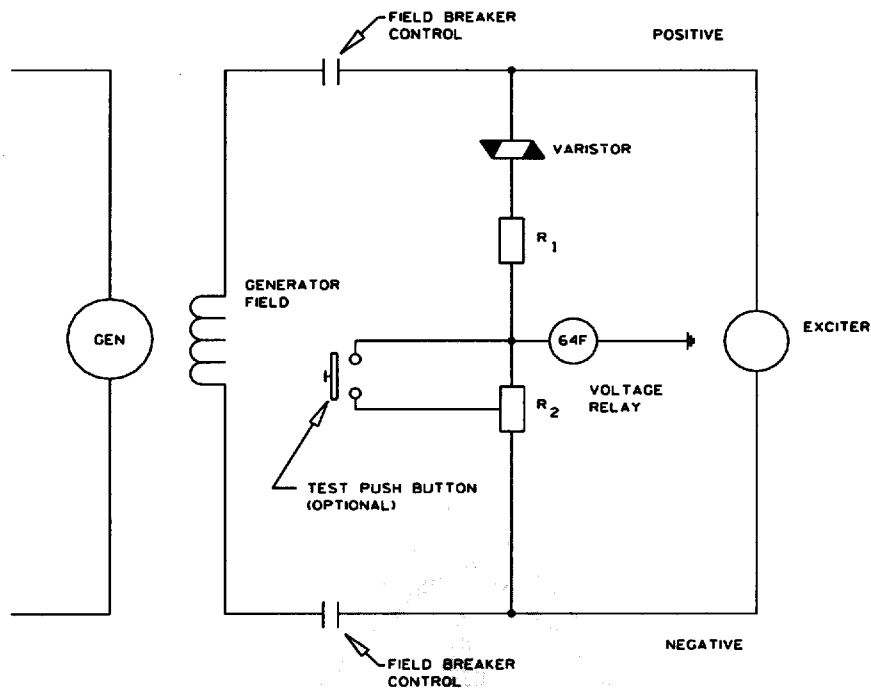 FIELD BREAKER
CONTROL
POSITIVE
VARISTOR
R1
GENERATOR
FIELD
GEN
64F
EXCITER
VOLTAGE
RELAY
R2
TEST PUSH BUTTON
(OPTIONAL)
NEGATIVE
FIELD BREAKER
CONTROL